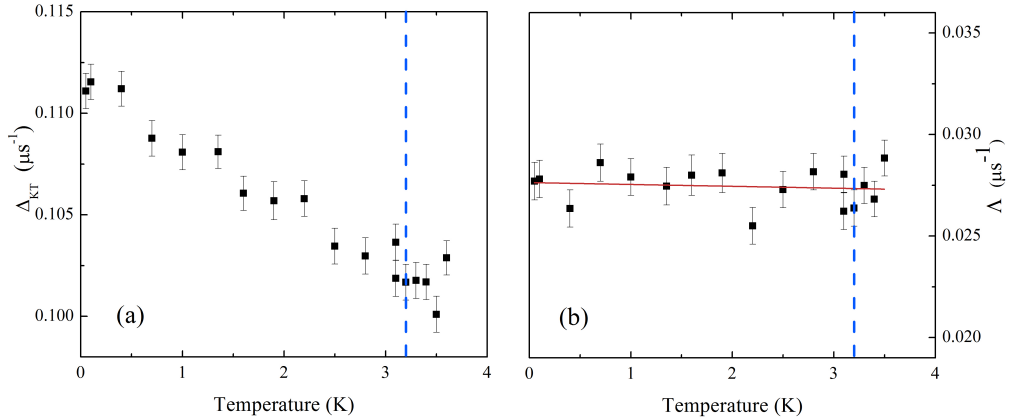 0.115
0.110
0.105
0.100
Δ_KT (μs⁻¹)
(a)
0 1 2 3 4
Temperature (K)
0.035
0.030
0.025
0.020
Λ (μs⁻¹)
(b)
0 1 2 3 4
Temperature (K)